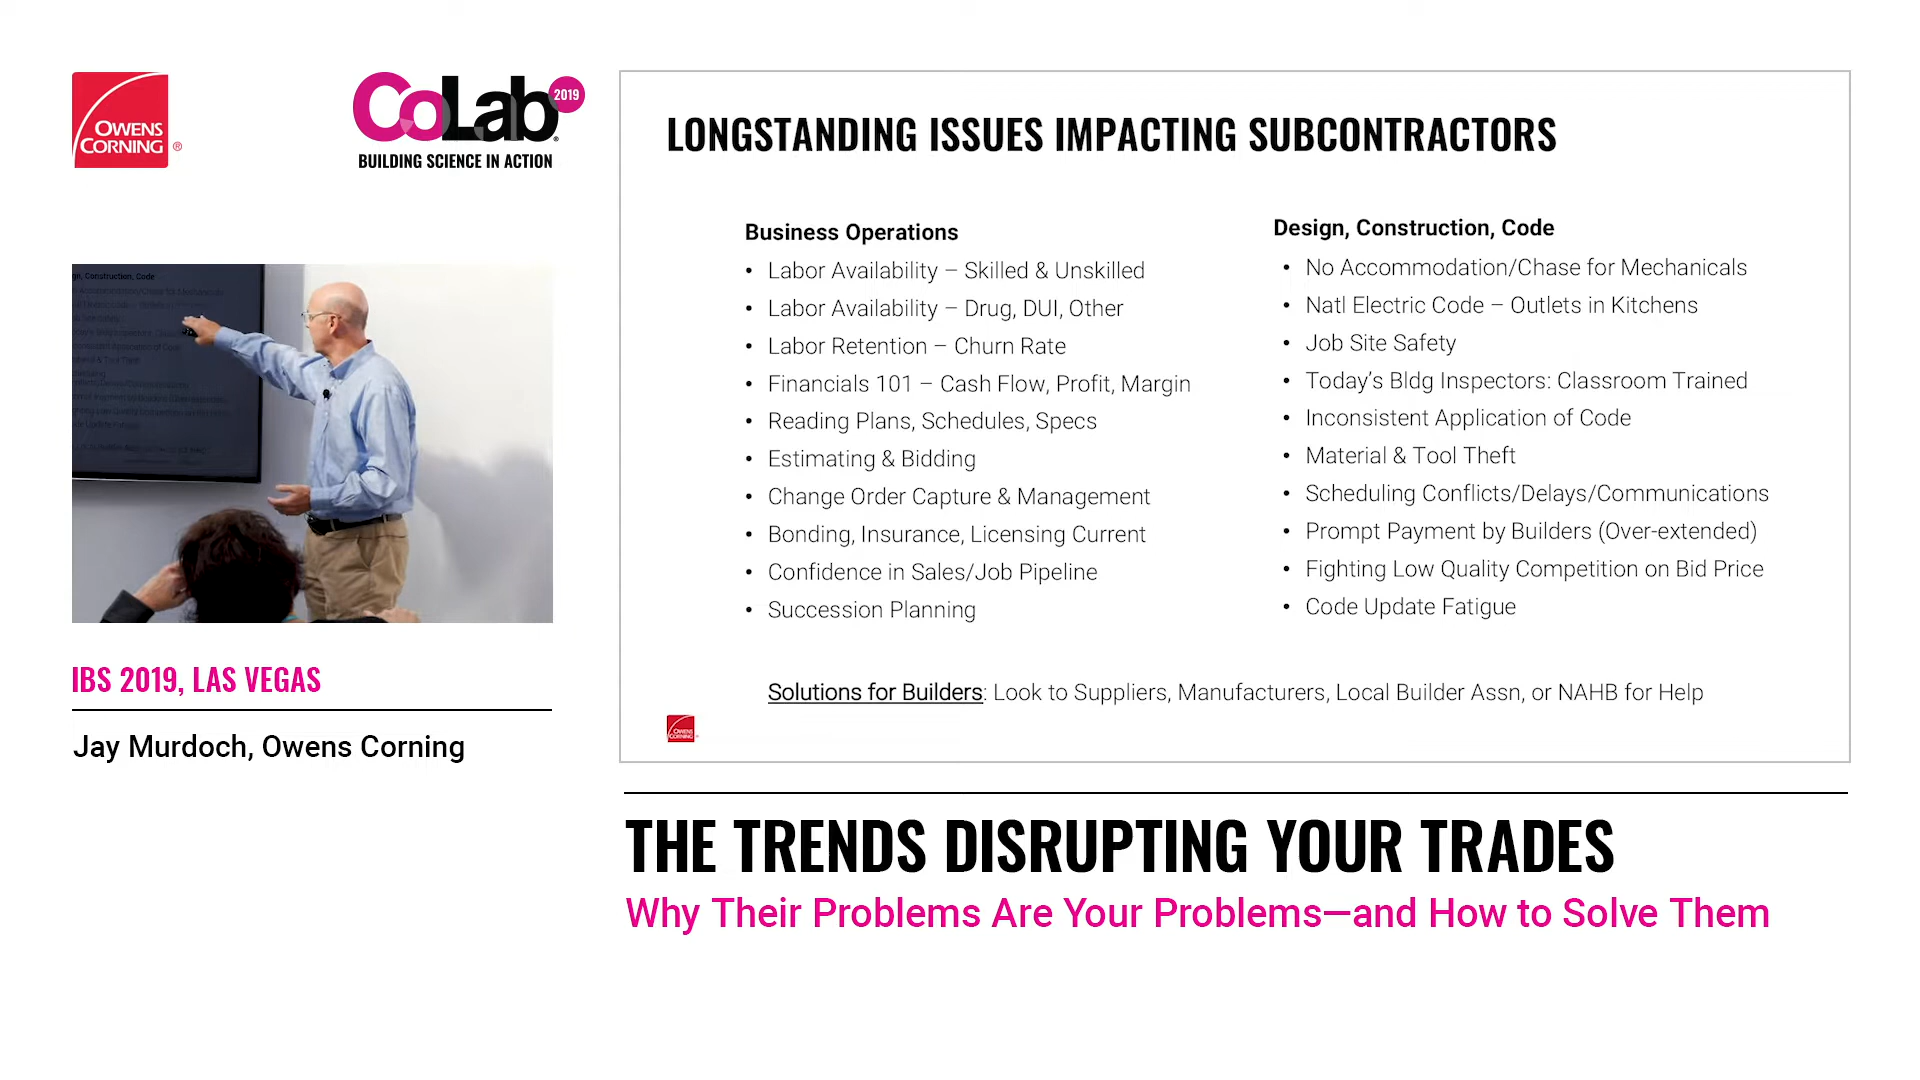 OWENS
CORNING
®
CoLab
2019
BUILDING SCIENCE IN ACTION
IBS 2019, LAS VEGAS
Jay Murdoch, Owens Corning
LONGSTANDING ISSUES IMPACTING SUBCONTRACTORS
Business Operations
• Labor Availability – Skilled & Unskilled
• Labor Availability – Drug, DUI, Other
• Labor Retention – Churn Rate
• Financials 101 – Cash Flow, Profit, Margin
• Reading Plans, Schedules, Specs
• Estimating & Bidding
• Change Order Capture & Management
• Bonding, Insurance, Licensing Current
• Confidence in Sales/Job Pipeline
• Succession Planning
Design, Construction, Code
• No Accommodation/Chase for Mechanicals
• Natl Electric Code – Outlets in Kitchens
• Job Site Safety
• Today’s Bldg Inspectors: Classroom Trained
• Inconsistent Application of Code
• Material & Tool Theft
• Scheduling Conflicts/Delays/Communications
• Prompt Payment by Builders (Over-extended)
• Fighting Low Quality Competition on Bid Price
• Code Update Fatigue
Solutions for Builders: Look to Suppliers, Manufacturers, Local Builder Assn, or NAHB for Help
OWENS
CORNING
THE TRENDS DISRUPTING YOUR TRADES
Why Their Problems Are Your Problems—and How to Solve Them